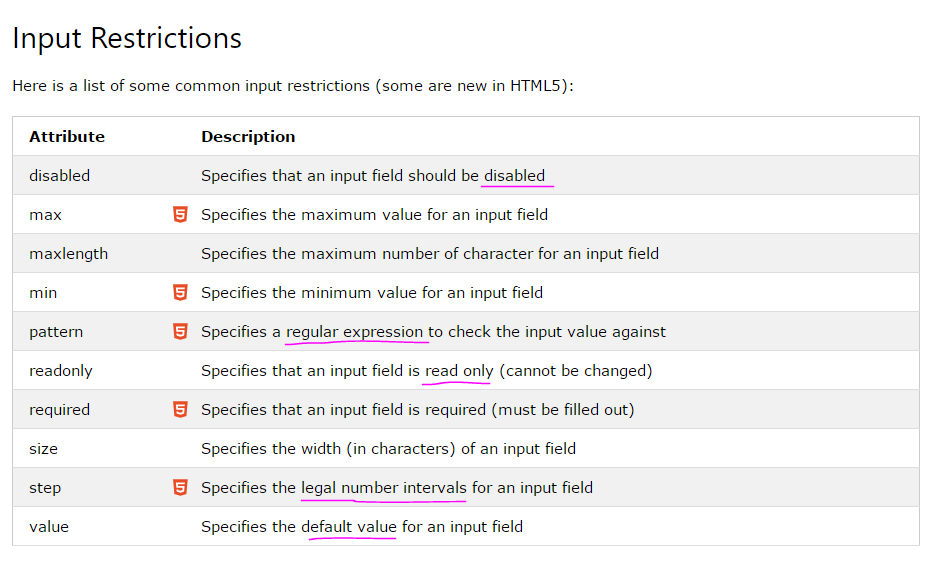 Input Restrictions
Here is a list of some common input restrictions (some are new in HTML5):
Attribute Description
disabled Specifies that an input field should be disabled
max 5 Specifies the maximum value for an input field
maxlength Specifies the maximum number of character for an input field
min 5 Specifies the minimum value for an input field
pattern 5 Specifies a regular expression to check the input value against
readonly Specifies that an input field is read only (cannot be changed)
required 5 Specifies that an input field is required (must be filled out)
size Specifies the width (in characters) of an input field
step 5 Specifies the legal number intervals for an input field
value Specifies the default value for an input field